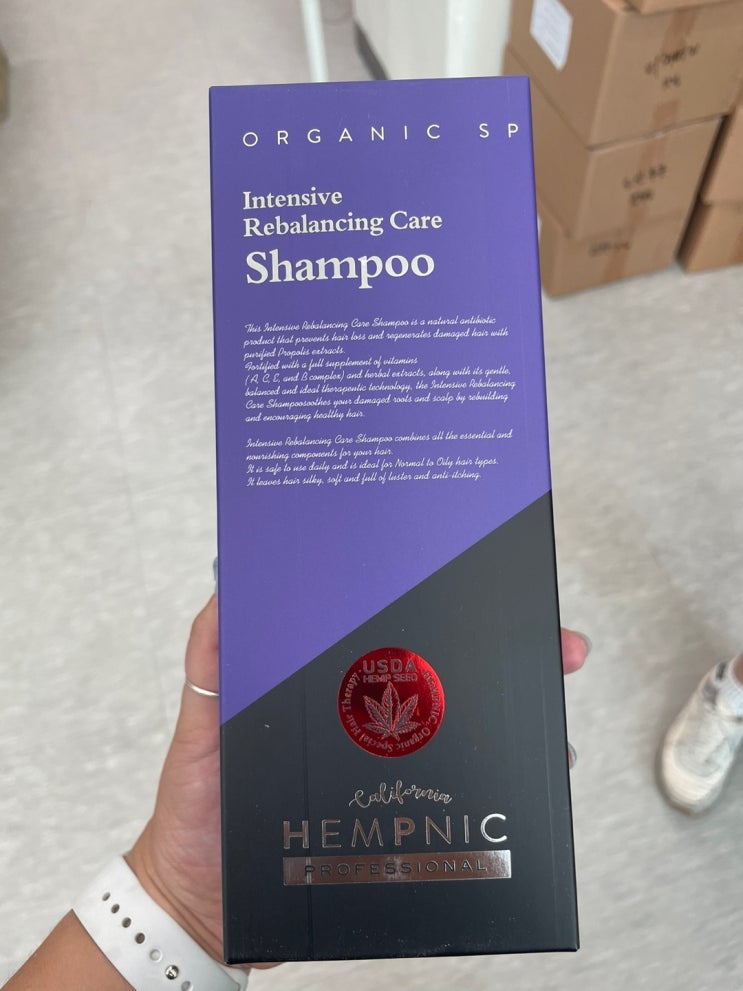 ORGANIC SP
Intensive
Rebalancing Care
Shampoo
This Intensive Rebalancing Care Shampoo is a natural antibiotic
product that prevents hair loss and regenerates damaged hair with
purified Propolis extracts.
Fortified with a full supplement of vitamins
(A, C, E, and B complex) and herbal extracts, along with its gentle,
balanced and ideal therapeutic technology, the Intensive Rebalancing
Care Shampoosoothes your damaged roots and scalp by rebuilding
and encouraging healthy hair.
Intensive Rebalancing Care Shampoo combines all the essential and
nourishing components for your hair.
It is safe to use daily and is ideal for Normal to Oily hair types.
It leaves hair silky, soft and full of luster and anti-itching.
USDA
HEMP SEED
Organic Special Hair Therapy
California
HEMPNIC
PROFESSIONAL